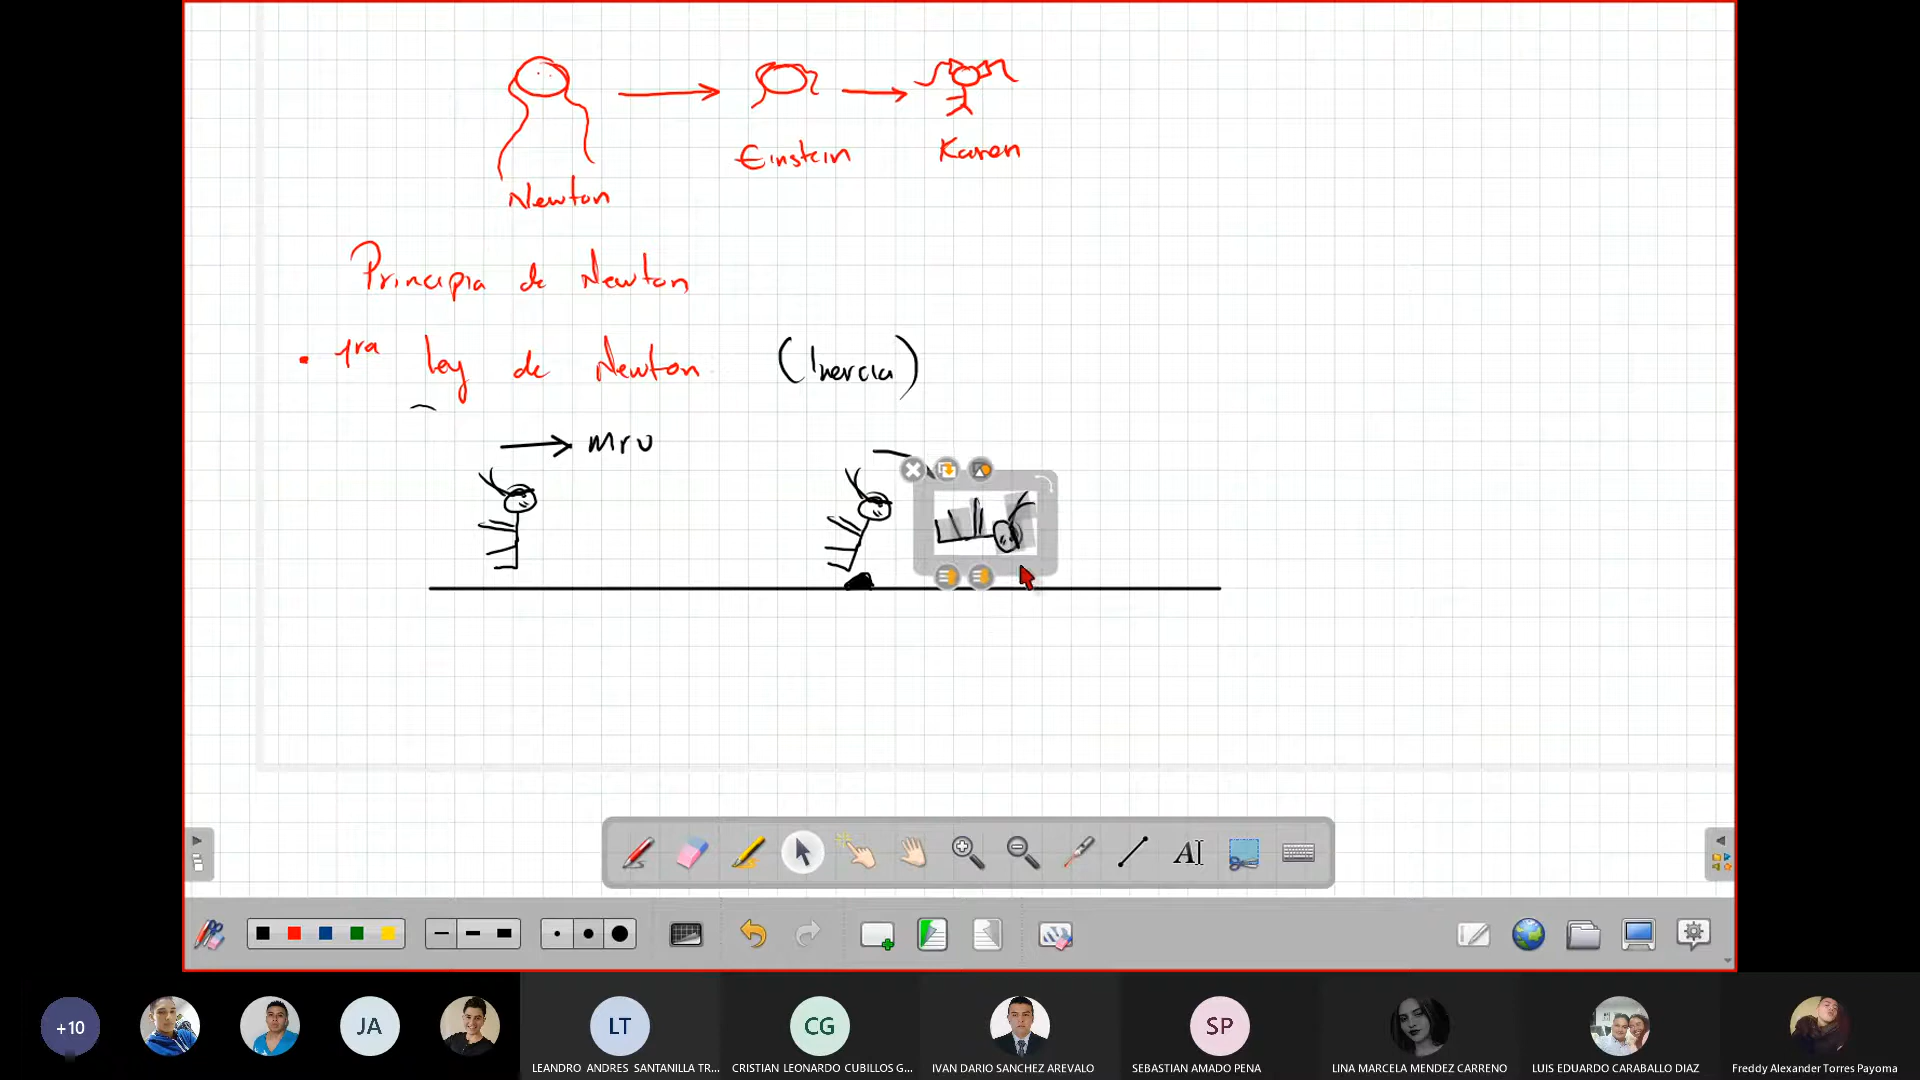 Newton
Einstein
Karen
Principia de Newton
• 1ra Ley de Newton (Inercia)
mru
AI
+10
JA
LT
CG
SP
LEANDRO ANDRES SANTANILLA TR...
CRISTIAN LEONARDO CUBILLOS G...
IVAN DARIO SANCHEZ AREVALO
SEBASTIAN AMADO PENA
LINA MARCELA MENDEZ CARRENO
LUIS EDUARDO CARABALLO DIAZ
Freddy Alexander Torres Payoma